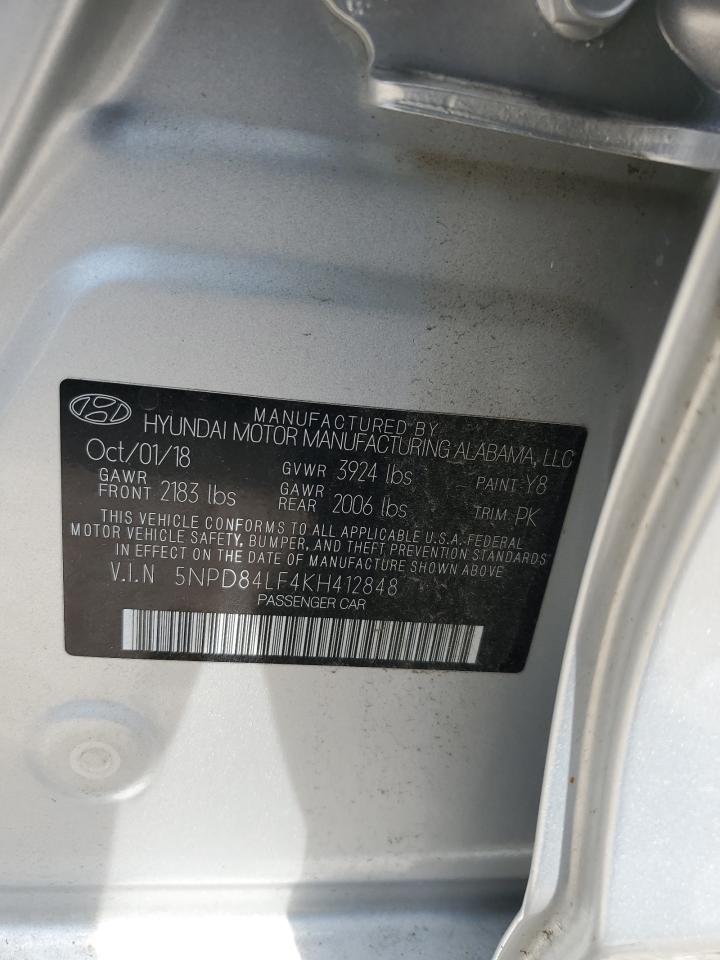 MANUFACTURED BY
HYUNDAI MOTOR MANUFACTURING ALABAMA, LLC
Oct/01/18 GVWR 3924 lbs PAINT: Y8
GAWR FRONT 2183 lbs GAWR REAR 2006 lbs TRIM: PK
THIS VEHICLE CONFORMS TO ALL APPLICABLE U.S.A. FEDERAL
MOTOR VEHICLE SAFETY, BUMPER, AND THEFT PREVENTION STANDARDS
IN EFFECT ON THE DATE OF MANUFACTURE SHOWN ABOVE
V.I.N 5NPD84LF4KH412848
PASSENGER CAR